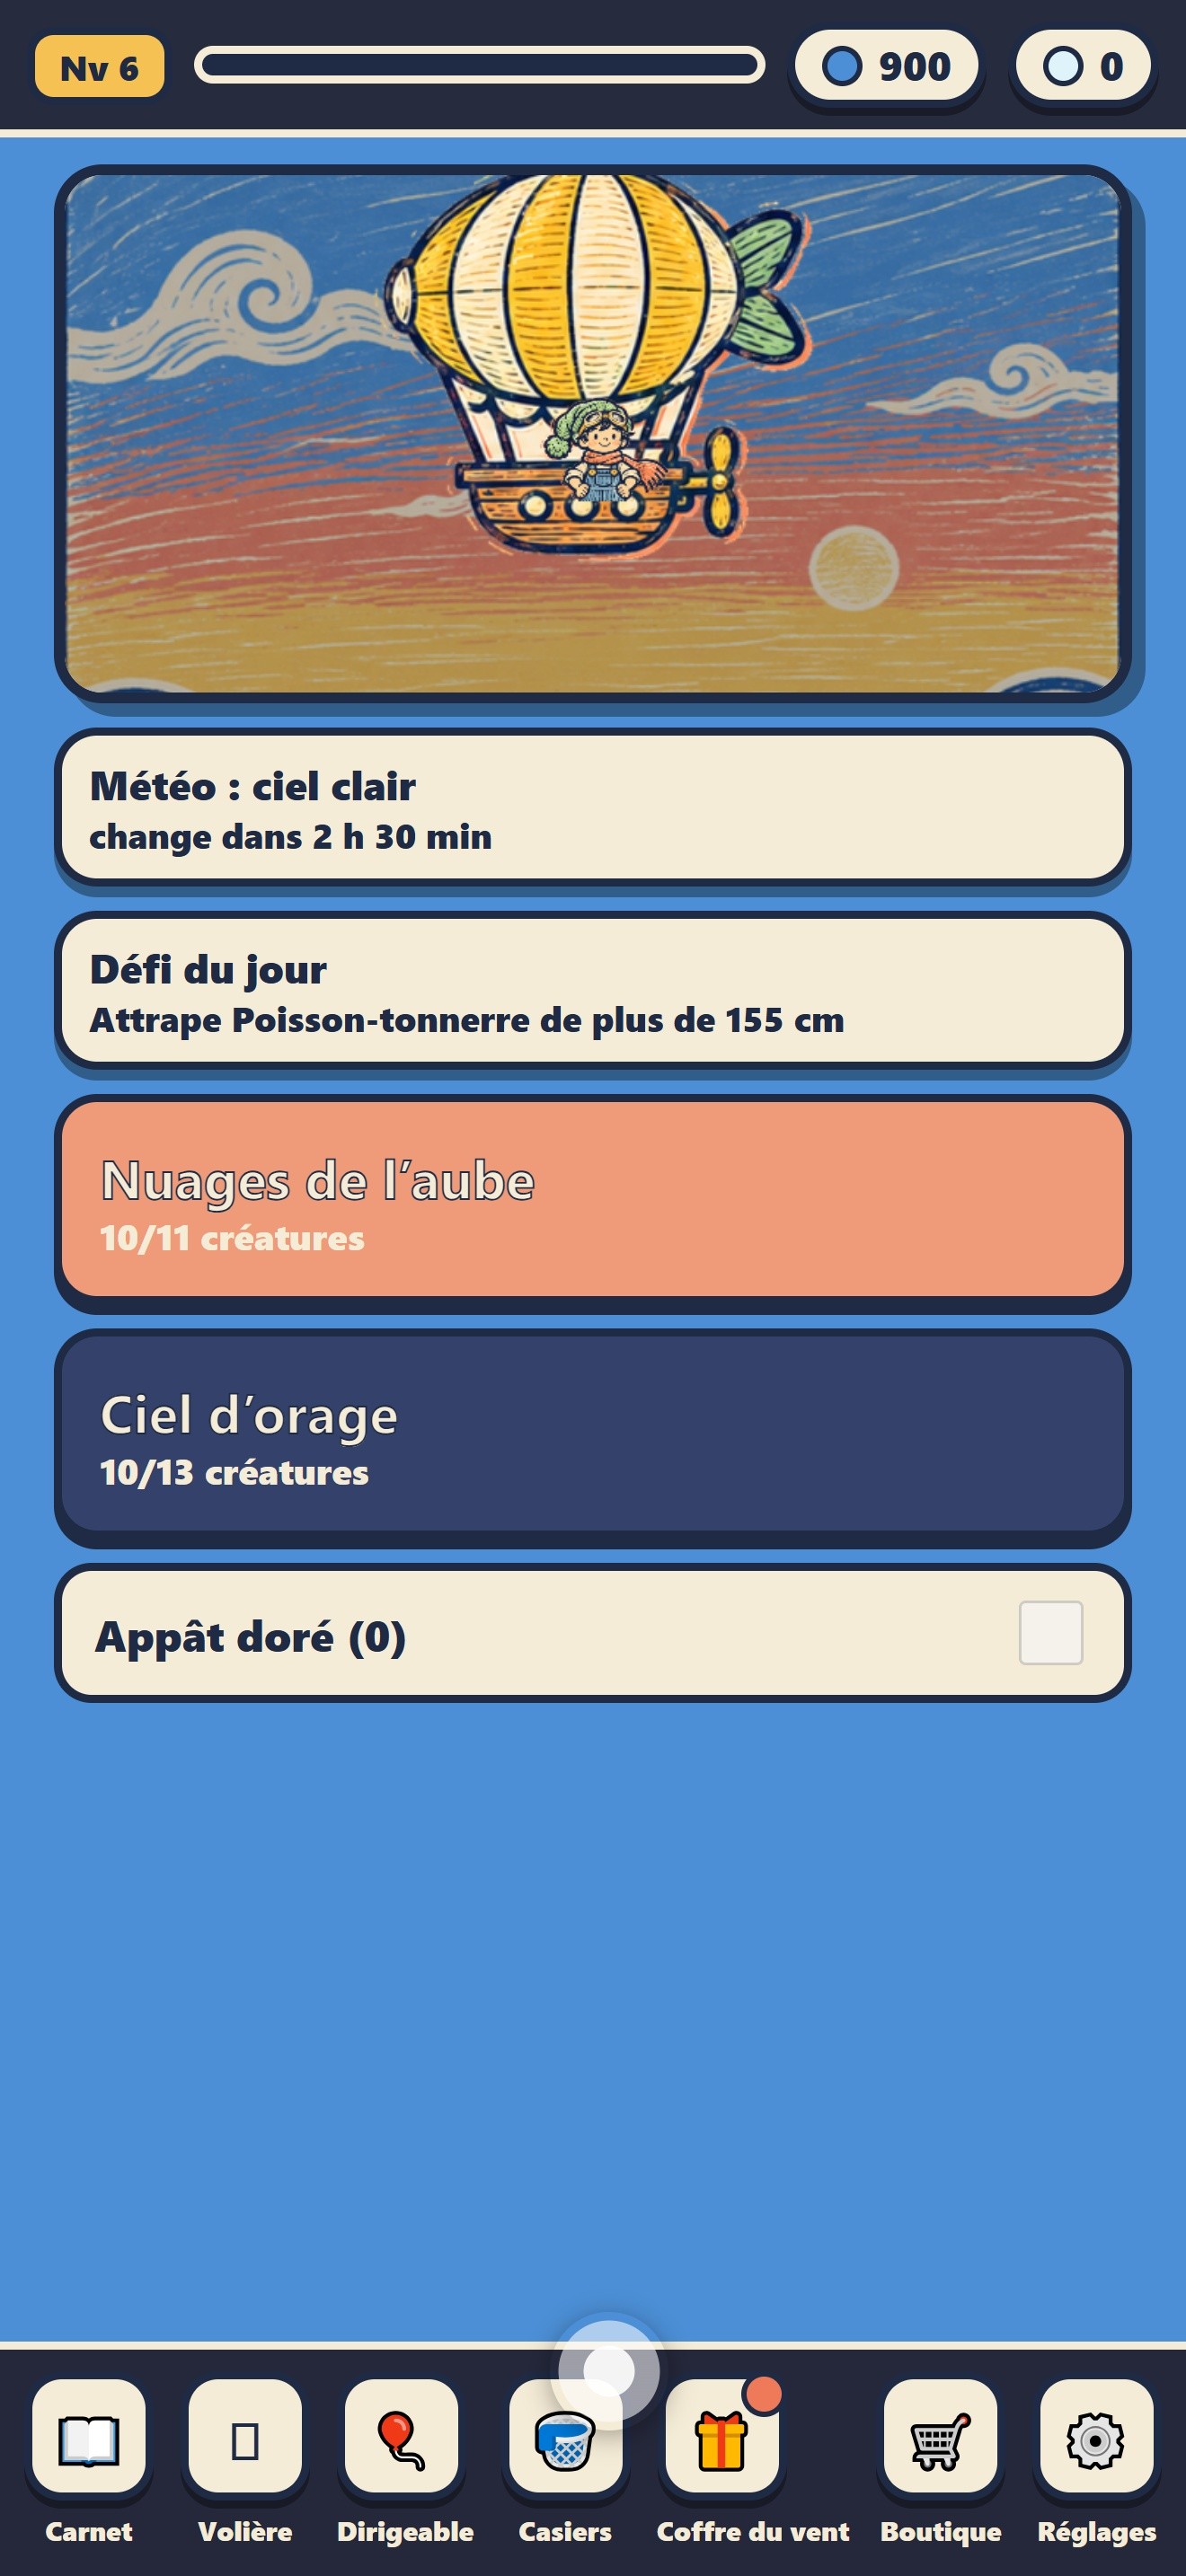 Nv 6
900
0
Météo : ciel clair
change dans 2 h 30 min
Défi du jour
Attrape Poisson-tonnerre de plus de 155 cm
Nuages de l’aube
10/11 créatures
Ciel d’orage
10/13 créatures
Appât doré (0)
Carnet
Volière
Dirigeable
Casiers
Coffre du vent
Boutique
Réglages